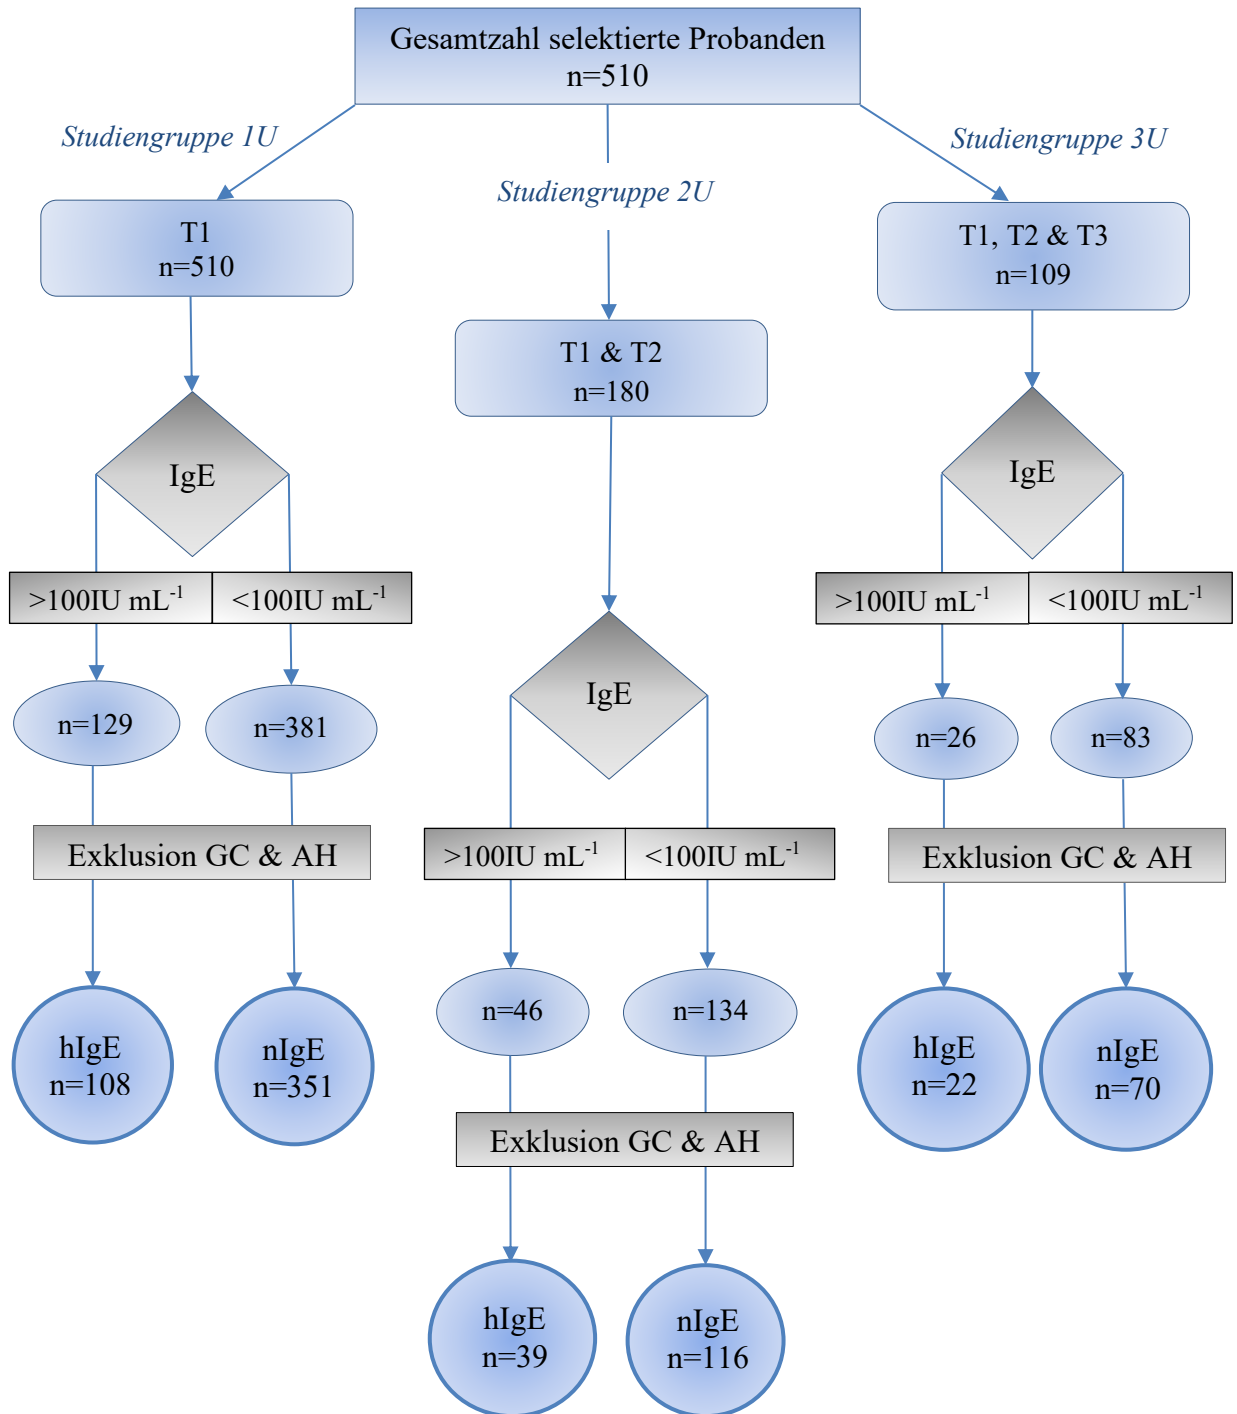 Gesamtzahl selektierte Probanden
n=510
Studiengruppe 1U
T1
n=510
IgE
>100IU mL⁻¹
<100IU mL⁻¹
n=129
n=381
Exklusion GC & AH
hIgE
n=108
nIgE
n=351
Studiengruppe 2U
T1 & T2
n=180
IgE
>100IU mL⁻¹
<100IU mL⁻¹
n=46
n=134
Exklusion GC & AH
hIgE
n=39
nIgE
n=116
Studiengruppe 3U
T1, T2 & T3
n=109
IgE
>100IU mL⁻¹
<100IU mL⁻¹
n=26
n=83
Exklusion GC & AH
hIgE
n=22
nIgE
n=70